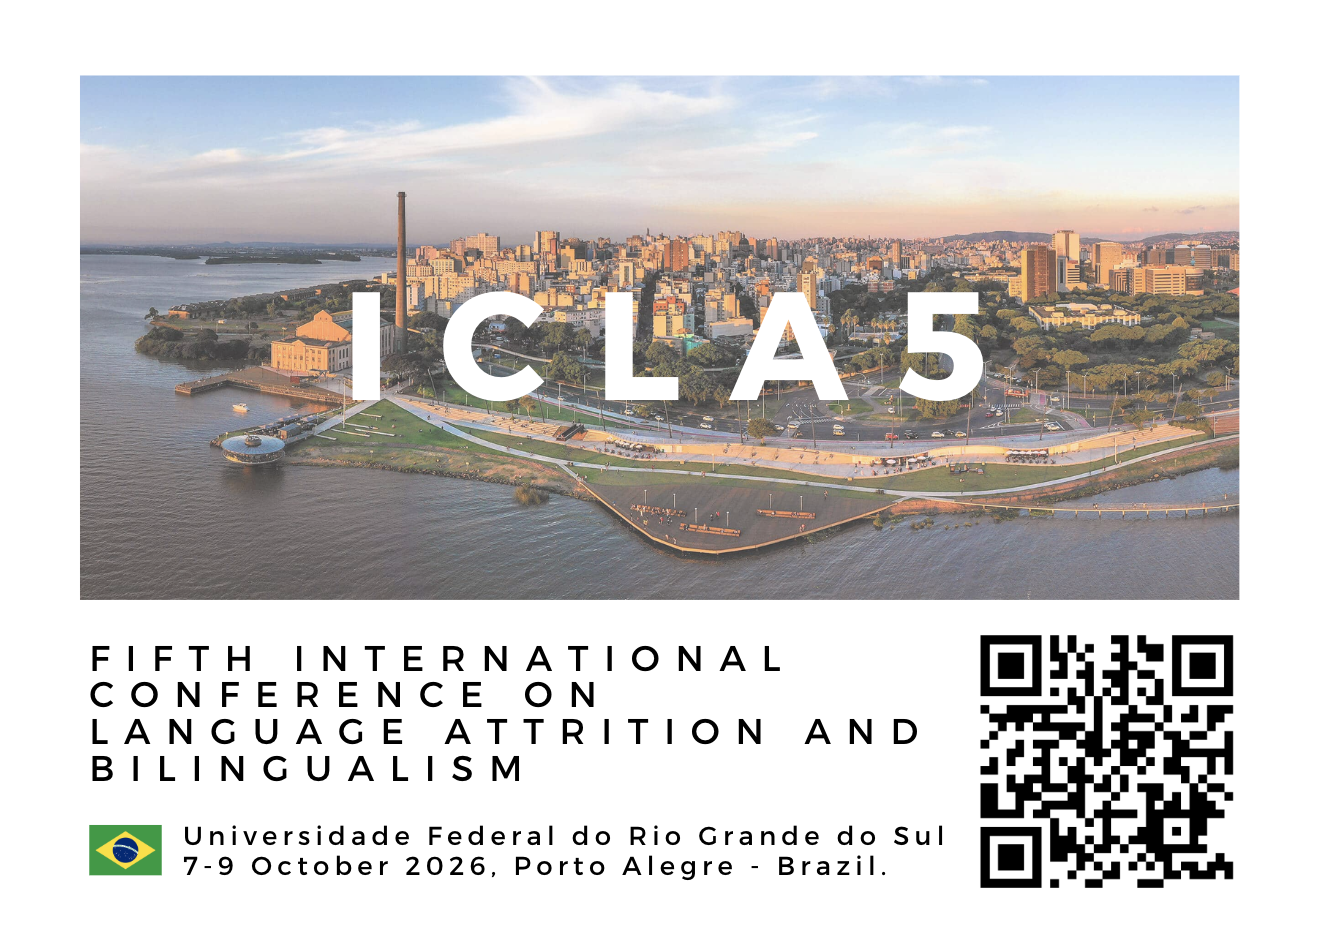 ICLA5
FIFTH INTERNATIONAL
CONFERENCE ON
LANGUAGE ATTRITION AND
BILINGUALISM
Universidade Federal do Rio Grande do Sul
7-9 October 2026, Porto Alegre - Brazil.